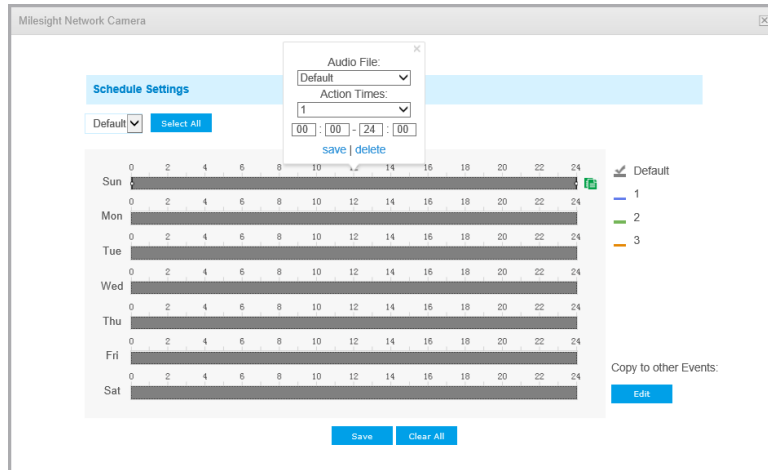 Milesight Network Camera
Audio File:
Default
Action Times:
1
00 : 00 - 24 : 00
save | delete
Schedule Settings
Default Select All
0 2 4 6 8 10 12 14 16 18 20 22 24
Sun
0 2 4 6 8 10 12 14 16 18 20 22 24
Mon
0 2 4 6 8 10 12 14 16 18 20 22 24
Tue
0 2 4 6 8 10 12 14 16 18 20 22 24
Wed
0 2 4 6 8 10 12 14 16 18 20 22 24
Thu
0 2 4 6 8 10 12 14 16 18 20 22 24
Fri
0 2 4 6 8 10 12 14 16 18 20 22 24
Sat
Default
1
2
3
Copy to other Events:
Edit
Save Clear All